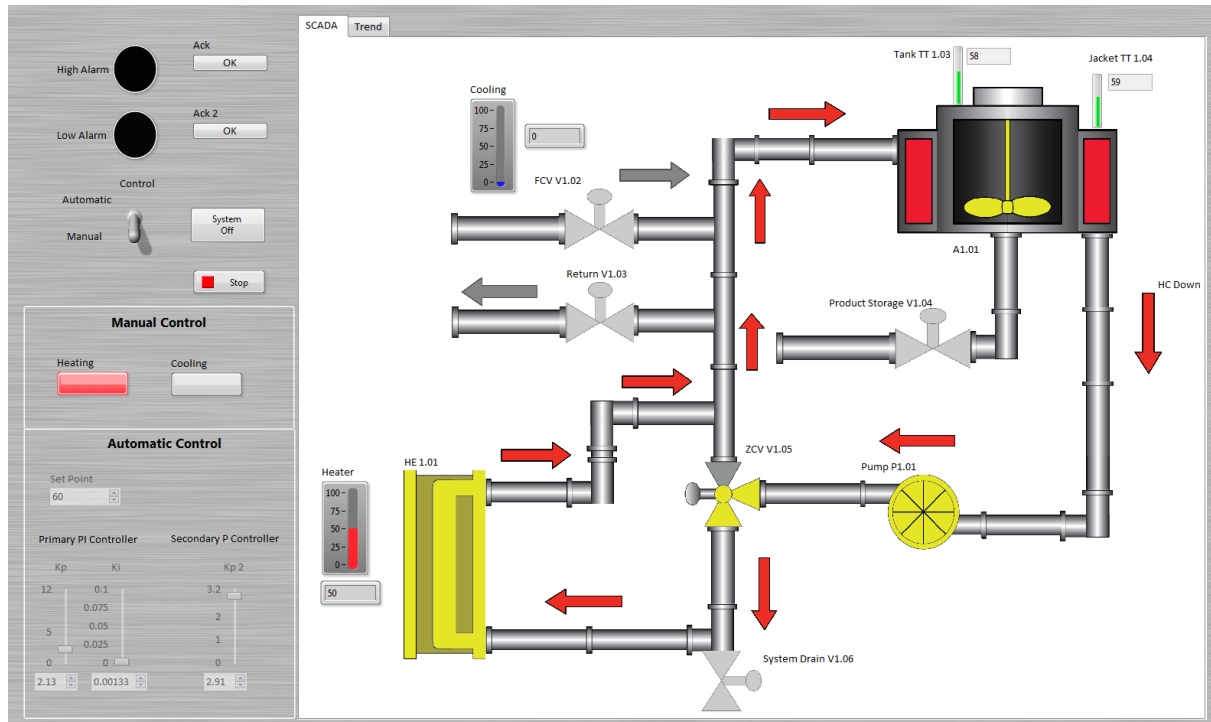 SCADA
Trend
Ack
High Alarm
OK
Ack 2
Low Alarm
OK
Control
Automatic
Manual
System
Off
Stop
Manual Control
Heating
Cooling
Automatic Control
Set Point
60
Primary PI Controller
Secondary P Controller
Kp
Ki
Kp 2
12
5
0
0.1
0.075
0.05
0.025
0
3.2
2
1
0
2.13
0.00133
2.91
Cooling
100
75
50
25
0
0
FCV V1.02
Return V1.03
Tank TT 1.03
58
Jacket TT 1.04
59
A1.01
Product Storage V1.04
HC Down
ZCV V1.05
Pump P1.01
HE 1.01
Heater
100
75
50
25
0
50
System Drain V1.06